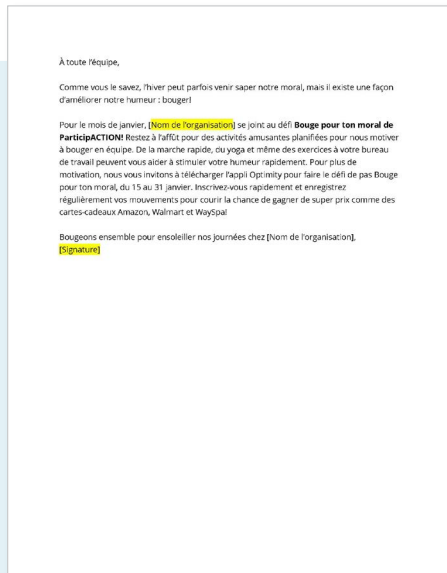 À toute l'équipe,
Comme vous le savez, l'hiver peut parfois venir saper notre moral, mais il existe une façon
d'améliorer notre humeur : bouger!
Pour le mois de janvier, [Nom de l'organisation] se joint au défi Bouge pour ton moral de
ParticipACTION! Restez à l'affût pour des activités amusantes planifiées pour nous motiver
à bouger en équipe. De la marche rapide, du yoga et même des exercices à votre bureau
de travail peuvent vous aider à stimuler votre humeur rapidement. Pour plus de
motivation, nous vous invitons à télécharger l'appli Optimity pour faire le défi de pas Bouge
pour ton moral, du 15 au 31 janvier. Inscrivez-vous rapidement et enregistrez
régulièrement vos mouvements pour courir la chance de gagner de super prix comme des
cartes-cadeaux Amazon, Walmart et WaySpa!
Bougeons ensemble pour ensoleiller nos journées chez [Nom de l'organisation],
[Signature]